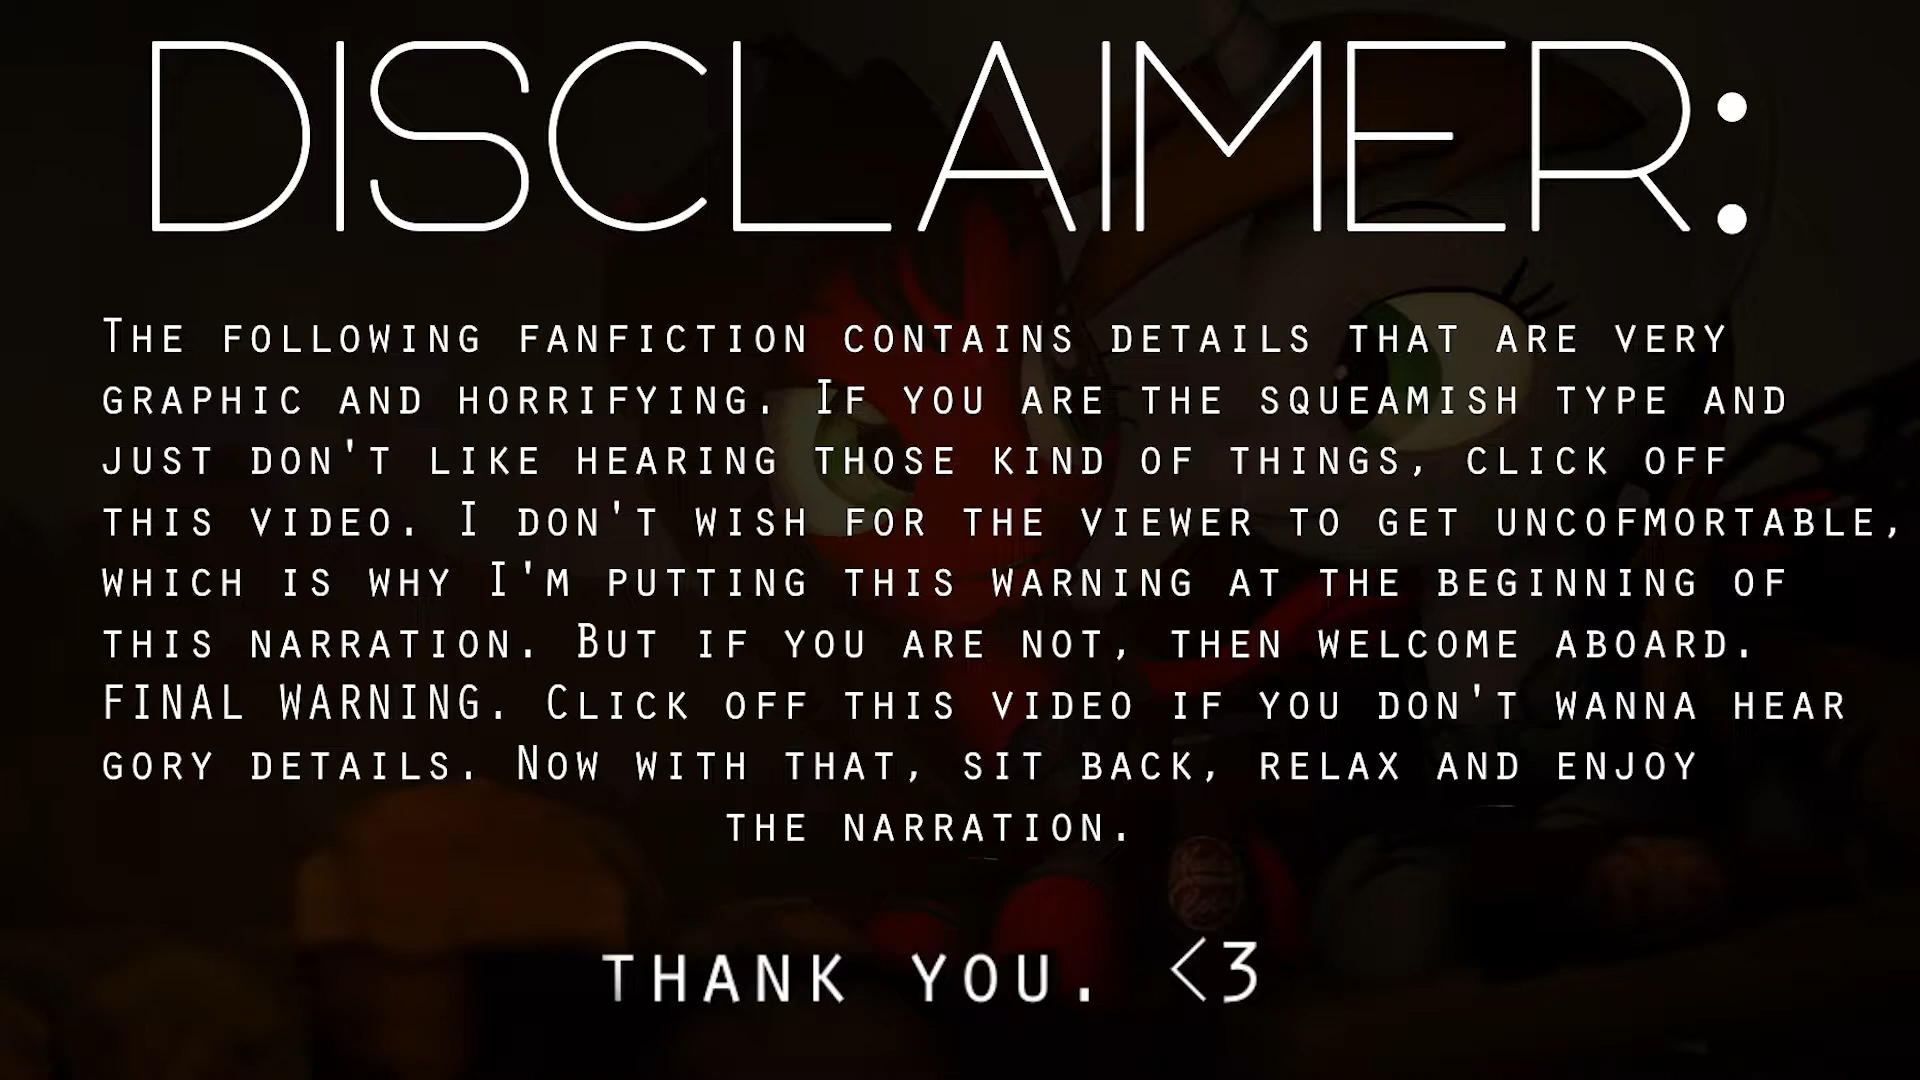 DISCLAIMER:
The following fanfiction contains details that are very
graphic and horrifying. If you are the squeamish type and
just don't like hearing those kind of things, click off
this video. I don't wish for the viewer to get uncofmortable,
which is why I'm putting this warning at the beginning of
this narration. But if you are not, then welcome aboard.
FINAL WARNING. Click off this video if you don't wanna hear
gory details. Now with that, sit back, relax and enjoy
the narration.
THANK YOU. <3